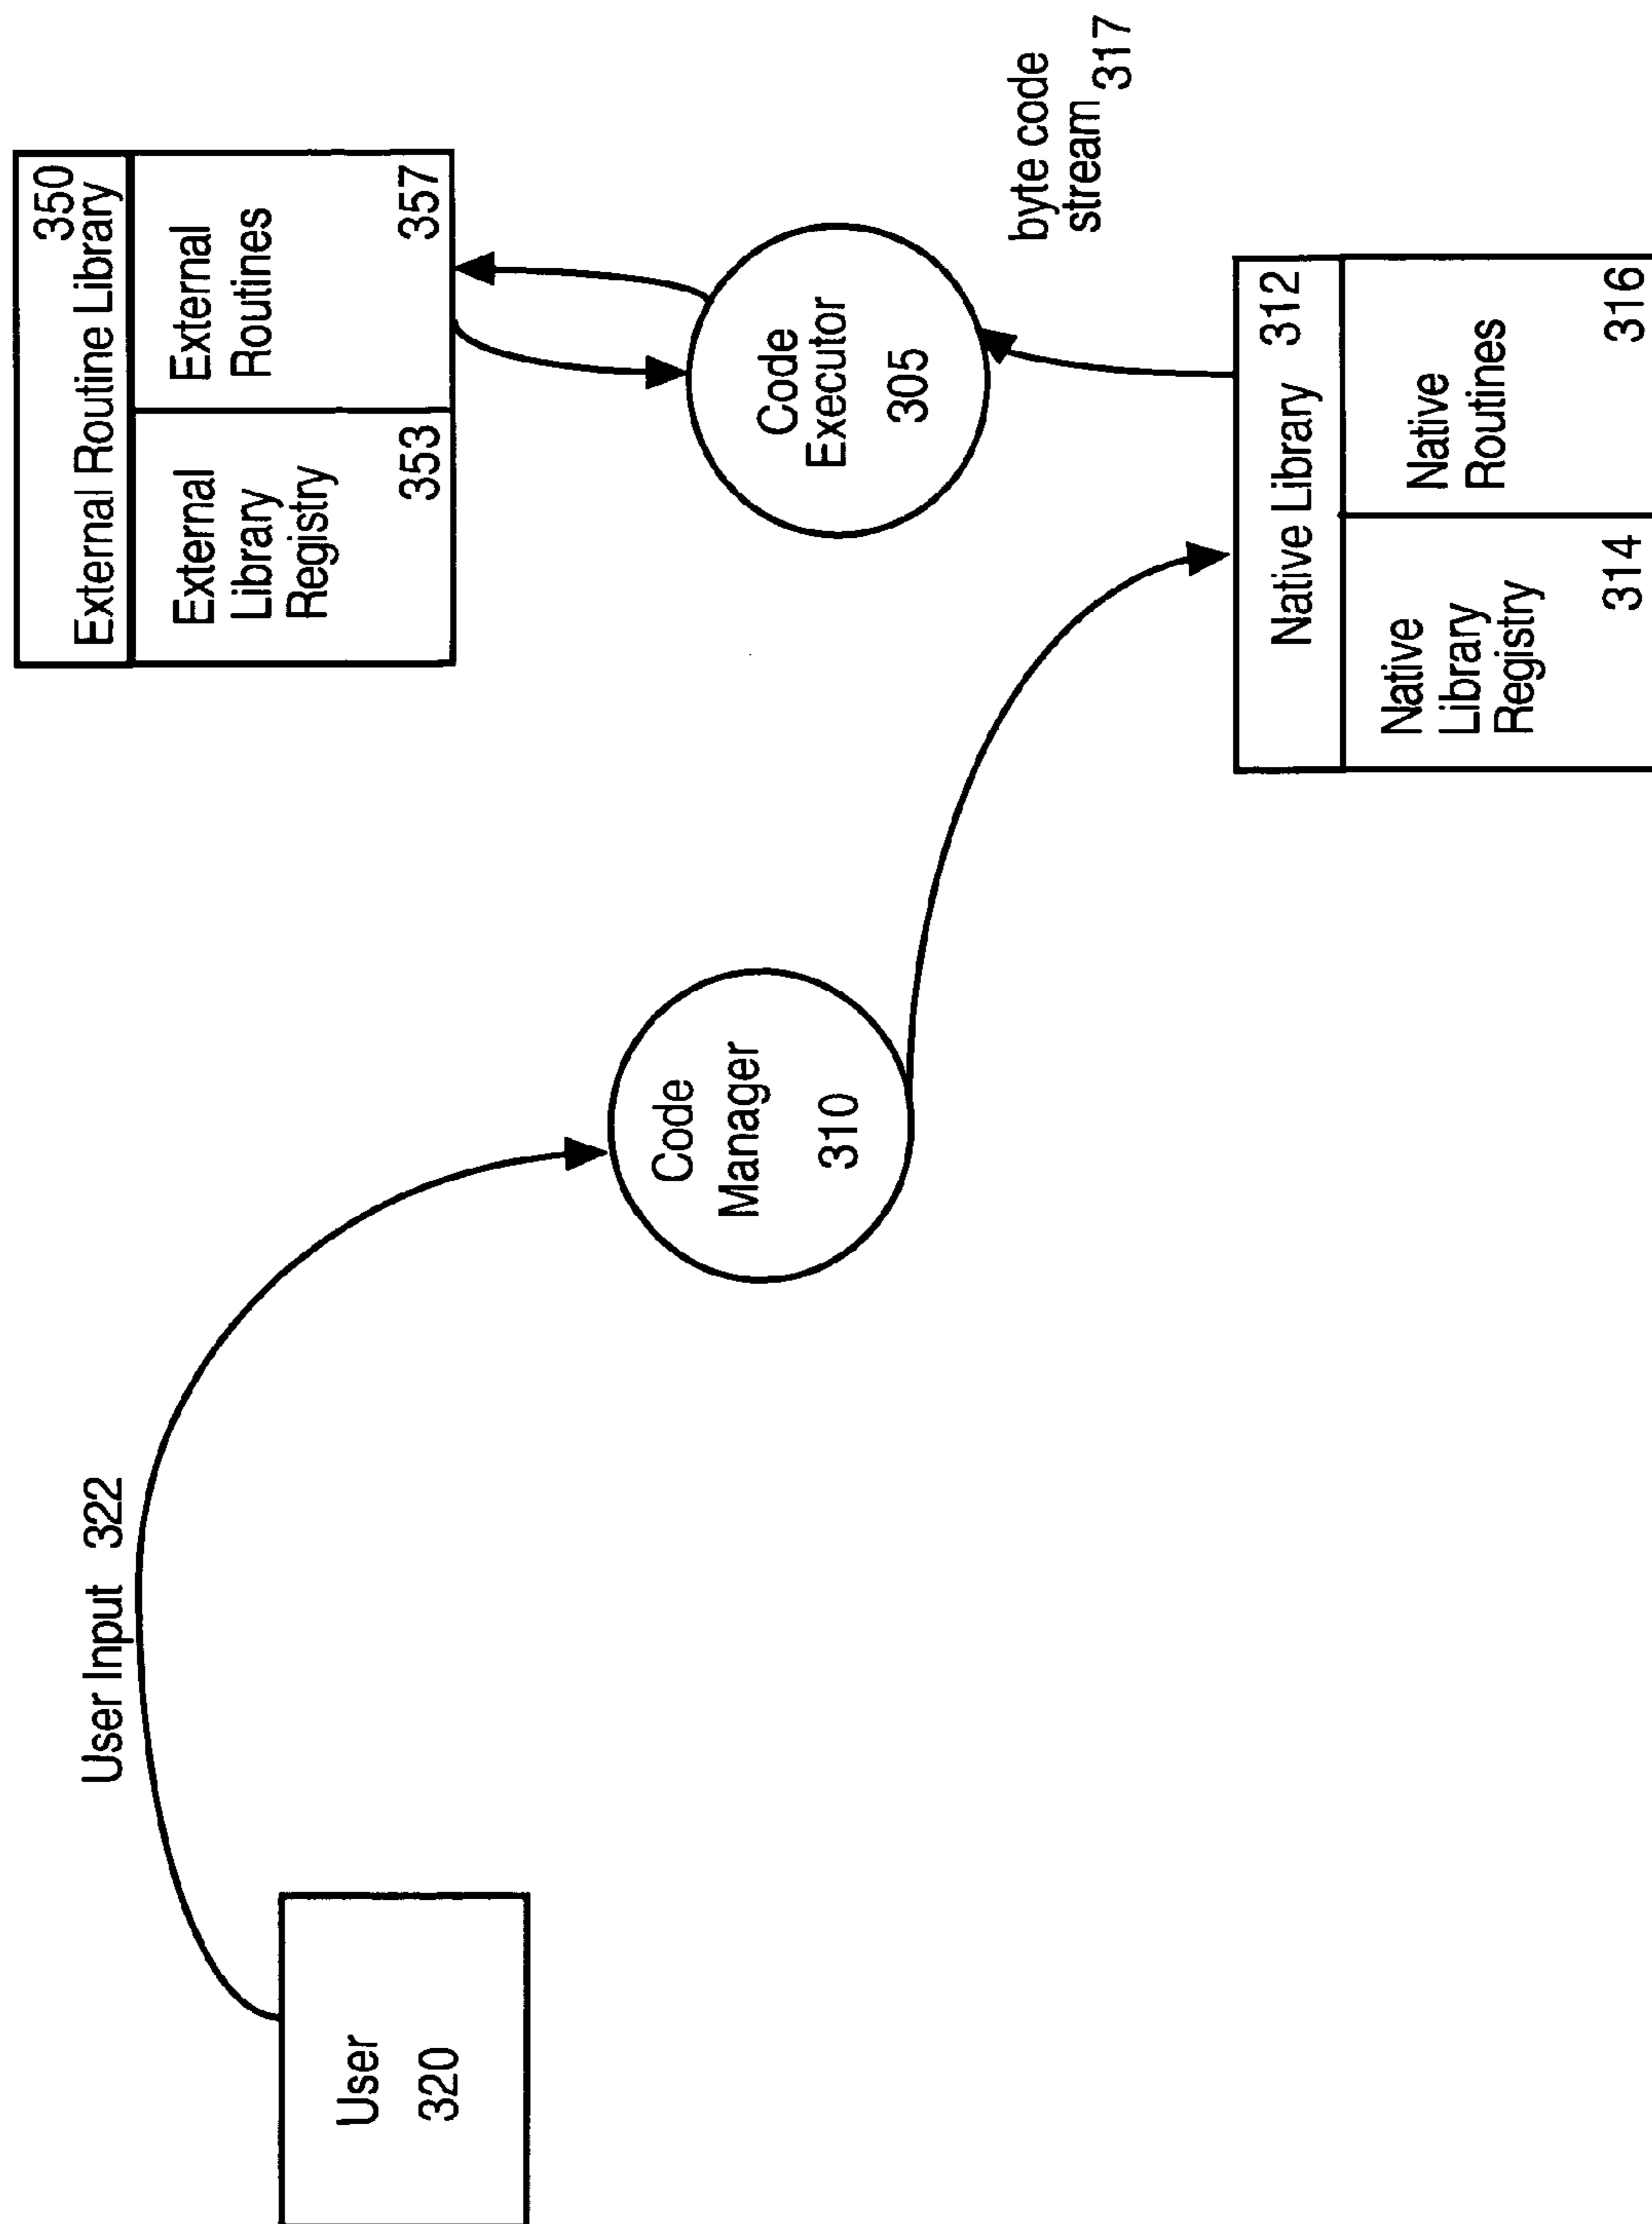 350
External Routine Library
External
Library
Registry
353
External
Routines
357
User Input 322
User
320
Code
Manager
310
Code
Executor
305
byte code
stream 317
Native Library 312
Native
Library
Registry
314
Native
Routines
316